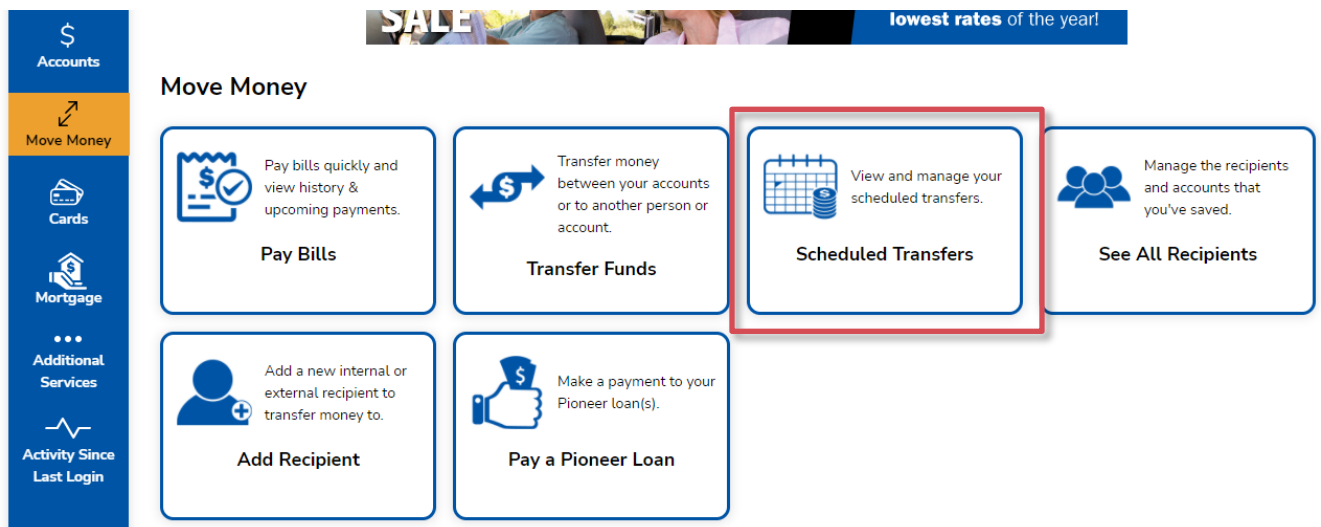 $
Accounts
Move Money
Cards
Mortgage
Additional
Services
Activity Since
Last Login
SALE
lowest rates of the year!
Move Money
Pay bills quickly and
view history &
upcoming payments.
Pay Bills
Transfer money
between your accounts
or to another person or
account.
Transfer Funds
View and manage your
scheduled transfers.
Scheduled Transfers
Manage the recipients
and accounts that
you've saved.
See All Recipients
Add a new internal or
external recipient to
transfer money to.
Add Recipient
Make a payment to your
Pioneer loan(s).
Pay a Pioneer Loan